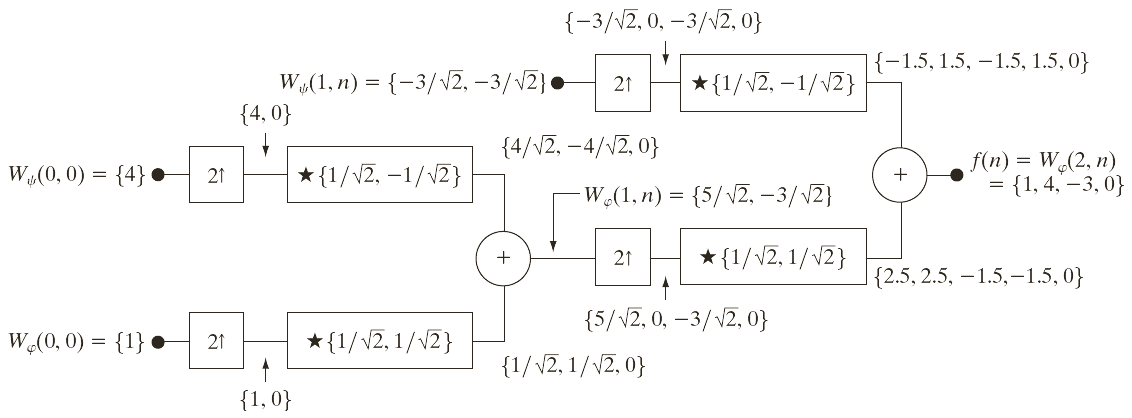 {−3/√2, 0, −3/√2, 0}
W_ψ(1, n) = {−3/√2, −3/√2}
2↑
★{1/√2, −1/√2}
{−1.5, 1.5, −1.5, 1.5, 0}
{4, 0}
W_ψ(0, 0) = {4}
2↑
★{1/√2, −1/√2}
{4/√2, −4/√2, 0}
+
f(n) = W_φ(2, n)
= {1, 4, −3, 0}
W_φ(1, n) = {5/√2, −3/√2}
+
2↑
★{1/√2, 1/√2}
{2.5, 2.5, −1.5, −1.5, 0}
{5/√2, 0, −3/√2, 0}
W_φ(0, 0) = {1}
2↑
★{1/√2, 1/√2}
{1/√2, 1/√2, 0}
{1, 0}